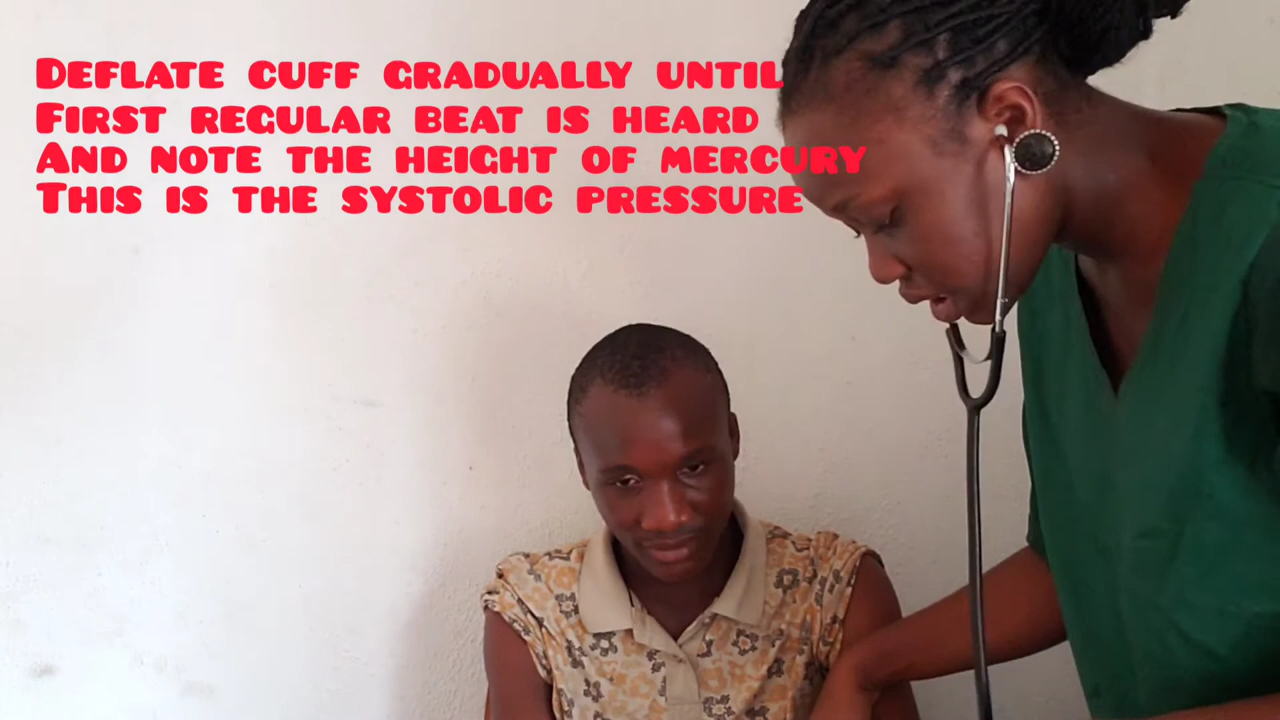 Deflate cuff gradually until
First regular beat is heard
And note the height of mercury
This is the systolic pressure